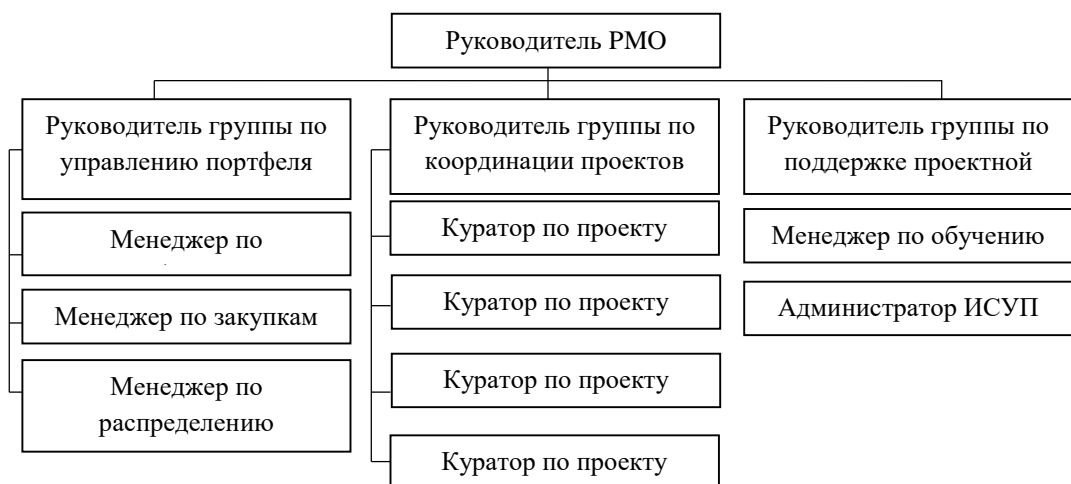 Руководитель РМО
Руководитель группы по
управлению портфеля
Менеджер по
Менеджер по закупкам
Менеджер по
распределению
Руководитель группы по
координации проектов
Куратор по проекту
Куратор по проекту
Куратор по проекту
Куратор по проекту
Руководитель группы по
поддержке проектной
Менеджер по обучению
Администратор ИСУП